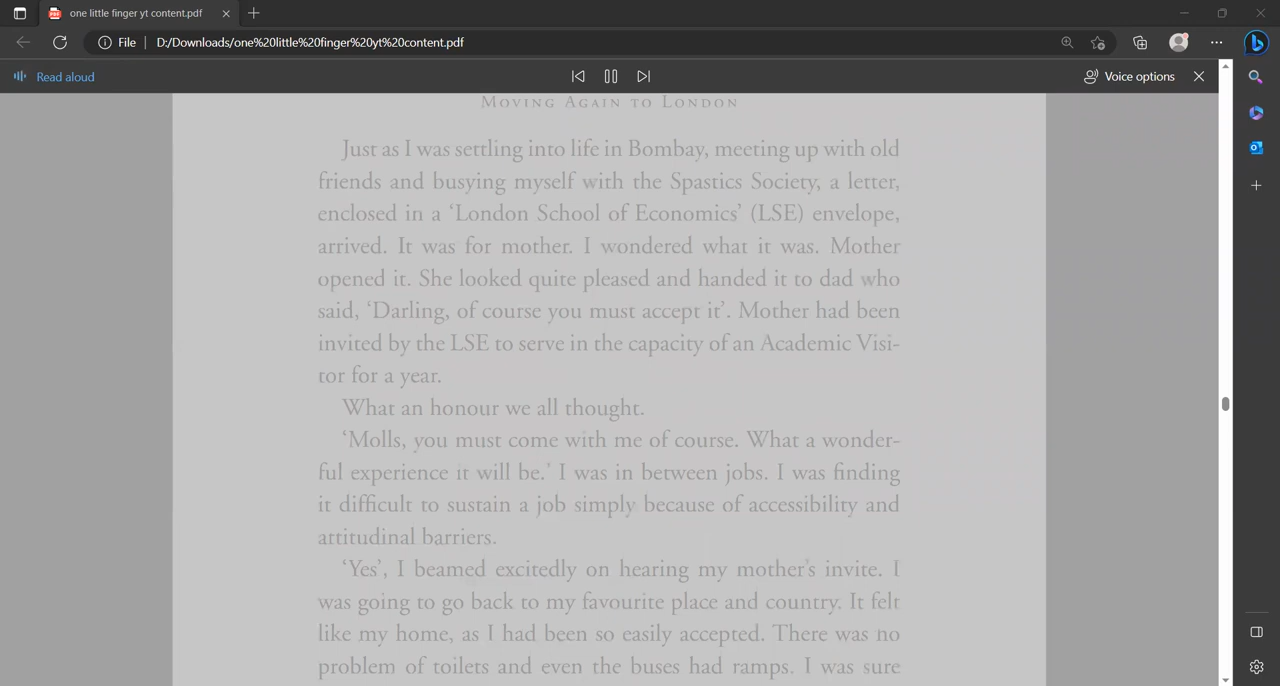 one little finger yt content.pdf
File
D:/Downloads/one%20little%20finger%20yt%20content.pdf
Read aloud
Voice options
Moving Again to London
Just as I was settling into life in Bombay, meeting up with old
friends and busying myself with the Spastics Society, a letter,
enclosed in a ‘London School of Economics’ (LSE) envelope,
arrived. It was for mother. I wondered what it was. Mother
opened it. She looked quite pleased and handed it to dad who
said, ‘Darling, of course you must accept it’. Mother had been
invited by the LSE to serve in the capacity of an Academic Visi-
tor for a year.
What an honour we all thought.
‘Molls, you must come with me of course. What a wonder-
ful experience it will be.’ I was in between jobs. I was finding
it difficult to sustain a job simply because of accessibility and
attitudinal barriers.
‘Yes’, I beamed excitedly on hearing my mother’s invite. I
was going to go back to my favourite place and country. It felt
like my home, as I had been so easily accepted. There was no
problem of toilets and even the buses had ramps. I was sure